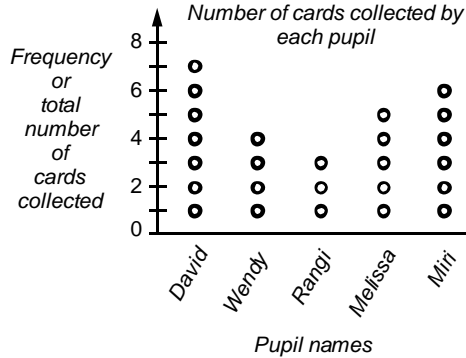 Number of cards collected by
each pupil
Frequency
or
total
number
of
cards
collected
8
6
4
2
0
David
Wendy
Rangi
Melissa
Miri
Pupil names